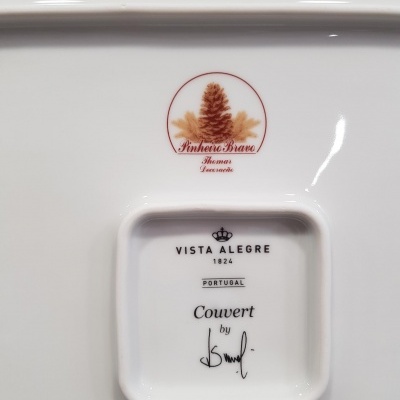 Pinheiro Bravo
Thomas
Decoração
VISTA ALEGRE
1824
PORTUGAL
Couvert
by